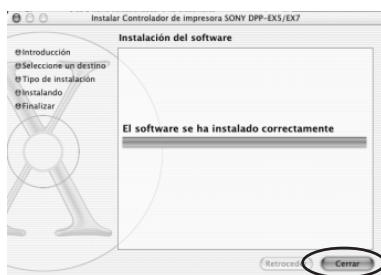 Instalar Controlador de impresora SONY DPP-EX5/EX7
Instalación del software
Introducción
Seleccione un destino
Tipo de instalación
Instalando
Finalizar
El software se ha instalado correctamente
Retroceder
Cerrar